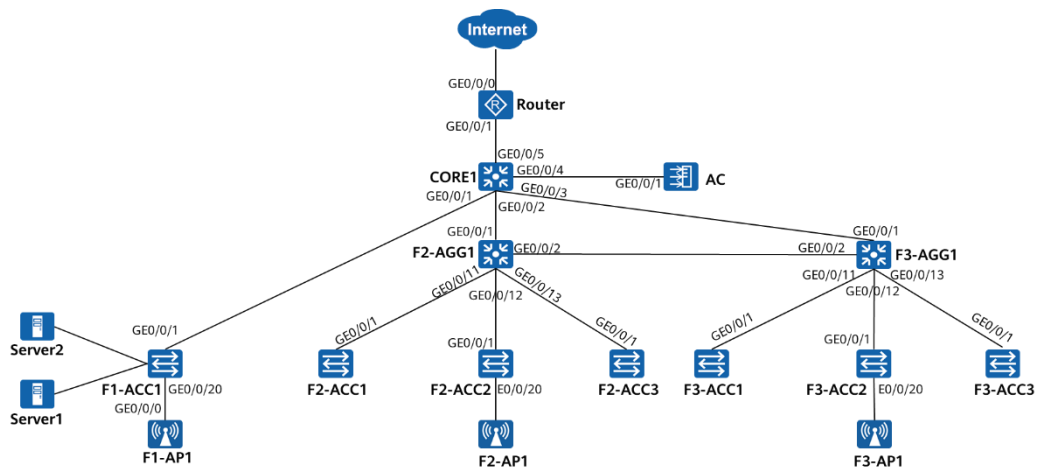 Internet
GE0/0/0
R
Router
GE0/0/1
GE0/0/5
CORE1
GE0/0/4
GE0/0/1
AC
GE0/0/1
GE0/0/3
GE0/0/2
GE0/0/1
GE0/0/1
F2-AGG1
GE0/0/2
GE0/0/2
F3-AGG1
GE0/0/11
GE0/0/12
GE0/0/13
GE0/0/11
GE0/0/12
GE0/0/13
Server2
GE0/0/1
GE0/0/1
GE0/0/1
GE0/0/1
GE0/0/1
GE0/0/1
GE0/0/1
Server1
F1-ACC1
GE0/0/20
GE0/0/0
F2-ACC1
F2-ACC2
E0/0/20
F2-ACC3
F3-ACC1
F3-ACC2
E0/0/20
F3-ACC3
F1-AP1
F2-AP1
F3-AP1